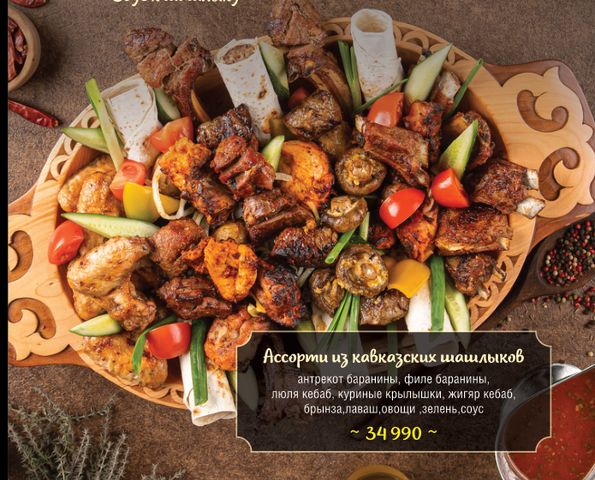 Ассорти из кавказских шашлыков
антрекот баранины, филе баранины,
люля кебаб, куриные крылышки, жигяр кебаб,
брынза,лаваш,овощи ,зелень,соус
~ 34 990 ~